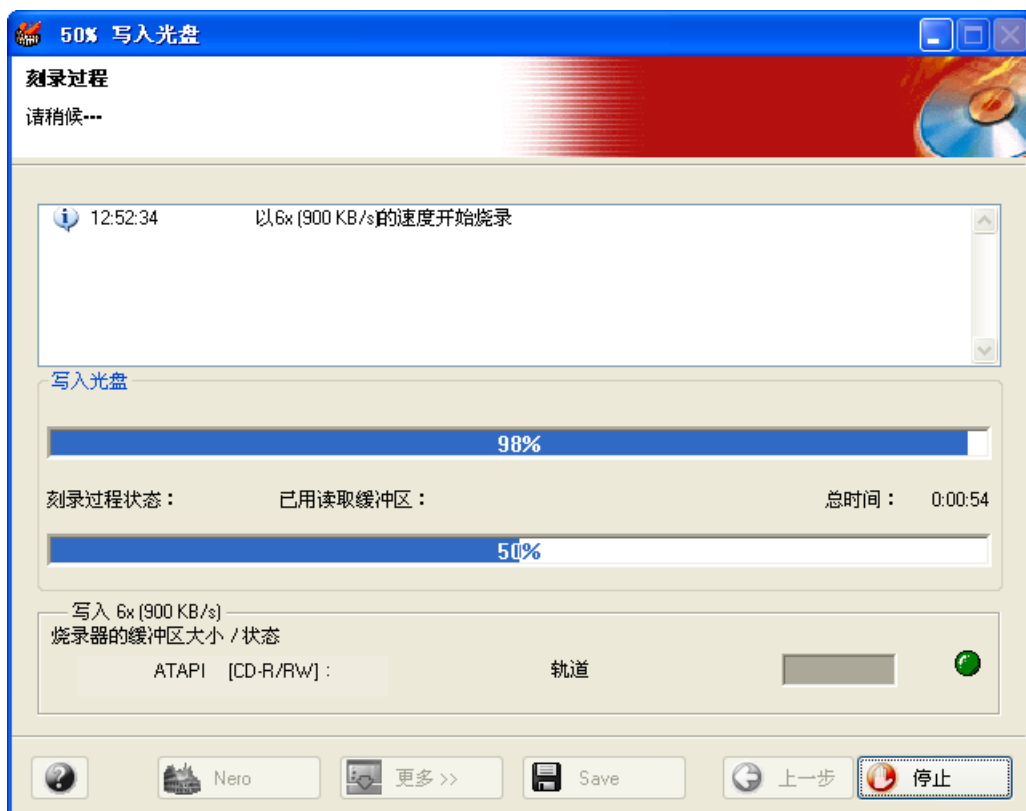 50% 写入光盘
刻录过程
请稍候---
12:52:34 以6x (900 KB/s)的速度开始烧录
写入光盘
98%
刻录过程状态： 已用读取缓冲区： 总时间： 0:00:54
50%
写入 6x (900 KB/s)
烧录器的缓冲区大小 / 状态
ATAPI [CD-R/RW] : 轨道
Nero 更多 >> Save 上一步 停止